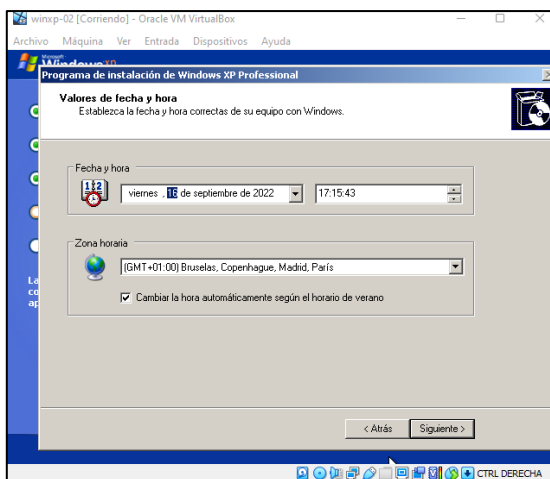 winxp-02 [Corriendo] - Oracle VM VirtualBox
Archivo Máquina Ver Entrada Dispositivos Ayuda
Microsoft
Windows xp
Programa de instalación de Windows XP Professional
Valores de fecha y hora
Establezca la fecha y hora correctas de su equipo con Windows.
Fecha y hora
viernes , 16 de septiembre de 2022 17:15:43
Zona horaria
(GMT+01:00) Bruselas, Copenhague, Madrid, París
Cambiar la hora automáticamente según el horario de verano
< Atrás Siguiente >
CTRL DERECHA